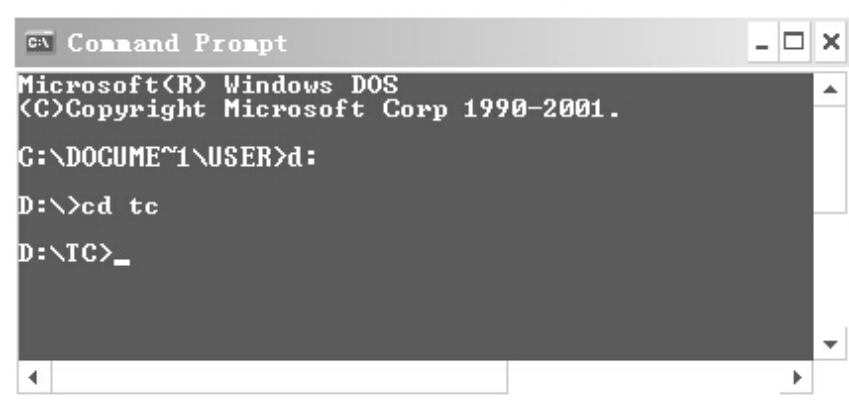 C:\ Command Prompt
Microsoft(R) Windows DOS
(C)Copyright Microsoft Corp 1990-2001.
C:\DOCUME~1\USER>d:
D:\>cd tc
D:\TC>_